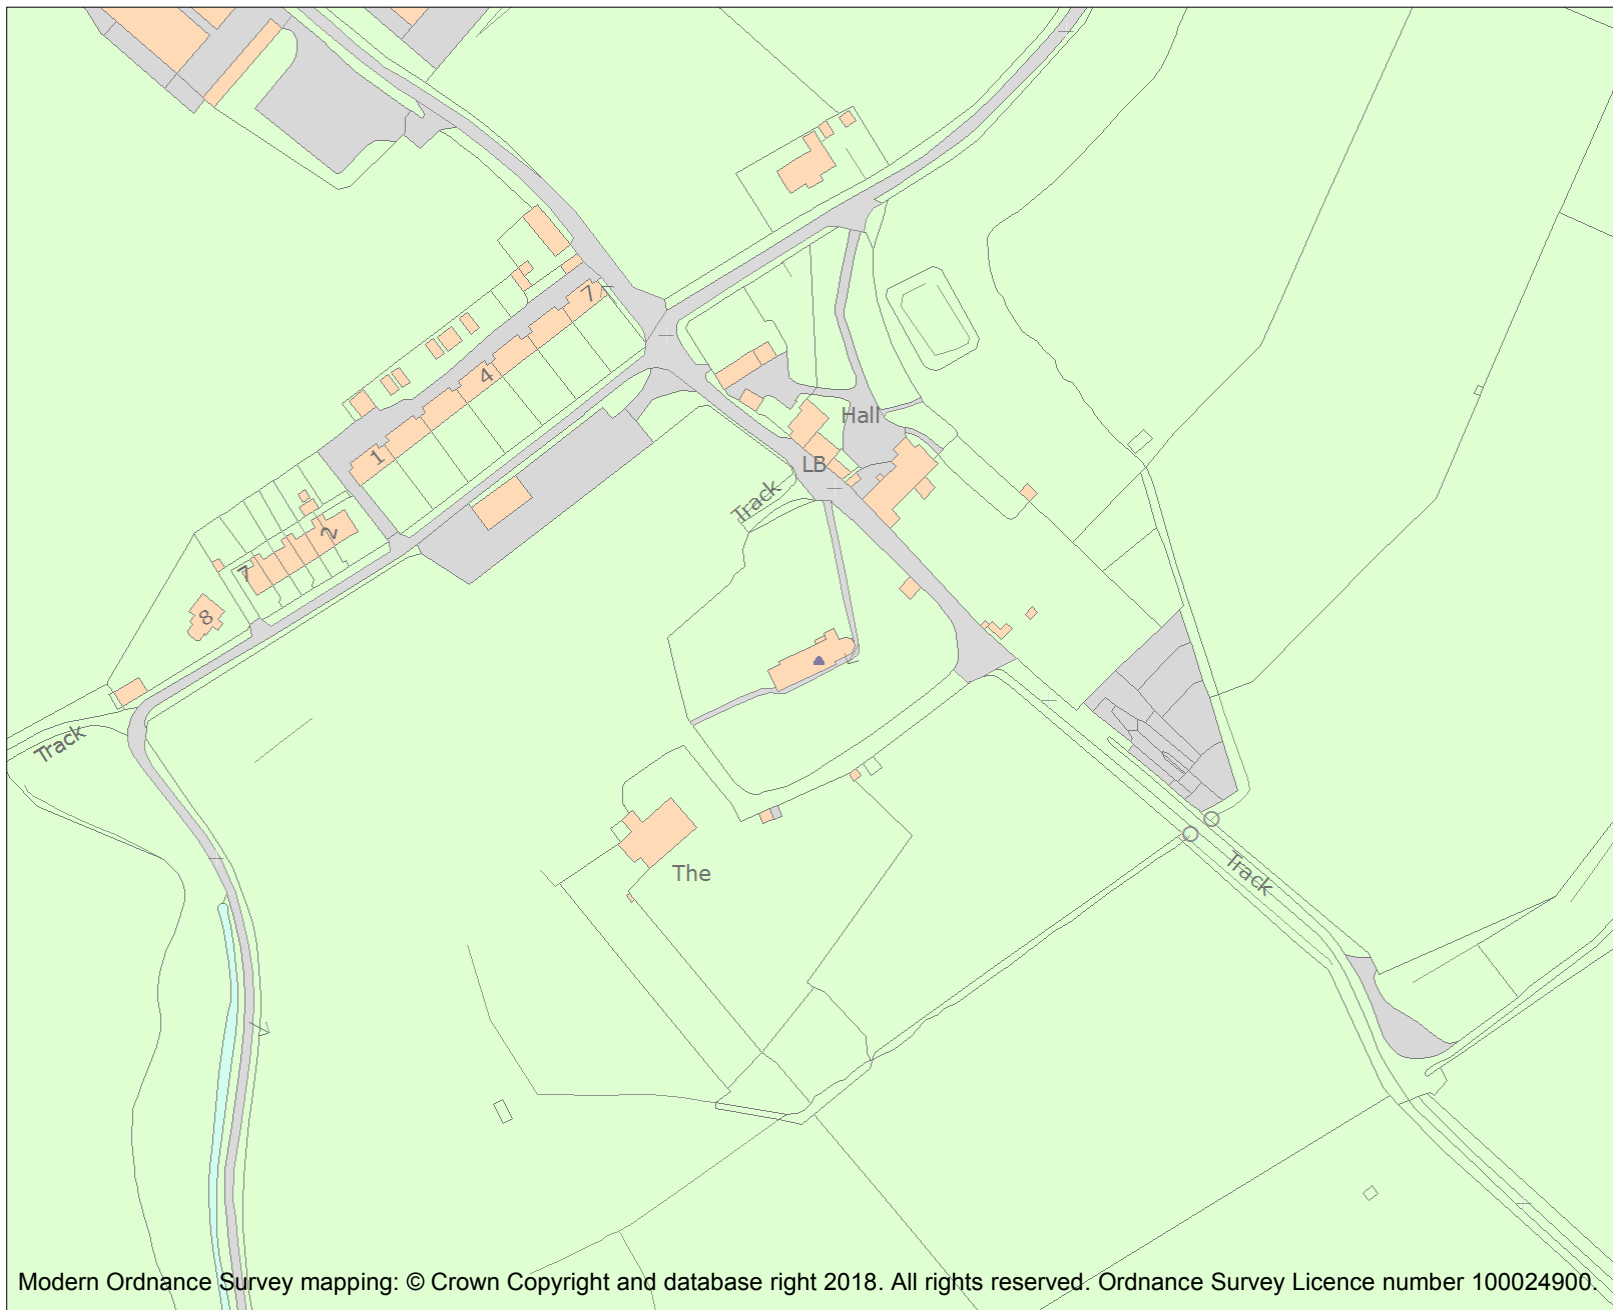 7
4
Hall
1
LB
Track
2
7
8
Track
The
Track
Modern Ordnance Survey mapping: © Crown Copyright and database right 2018. All rights reserved. Ordnance Survey Licence number 100024900.